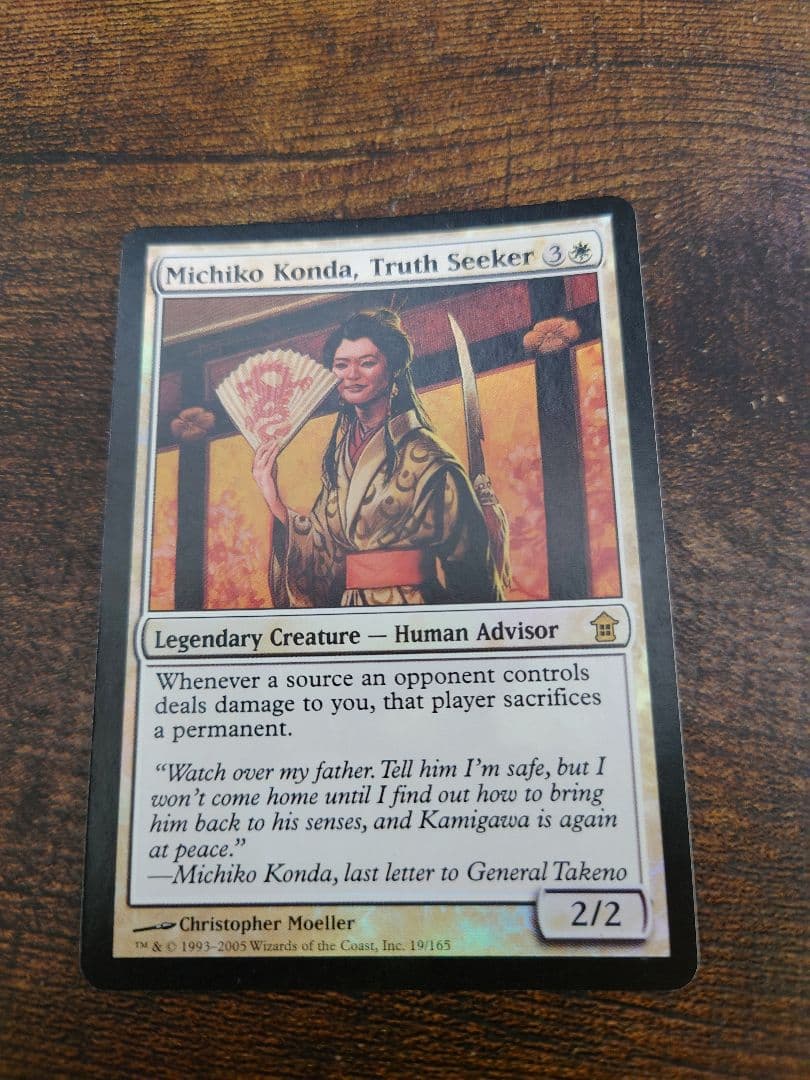 Michiko Konda, Truth Seeker 3
Legendary Creature — Human Advisor
Whenever a source an opponent controls
deals damage to you, that player sacrifices
a permanent.
“Watch over my father. Tell him I’m safe, but I
won’t come home until I find out how to bring
him back to his senses, and Kamigawa is again
at peace.”
—Michiko Konda, last letter to General Takeno
2/2
Christopher Moeller
™ & © 1993–2005 Wizards of the Coast, Inc. 19/165